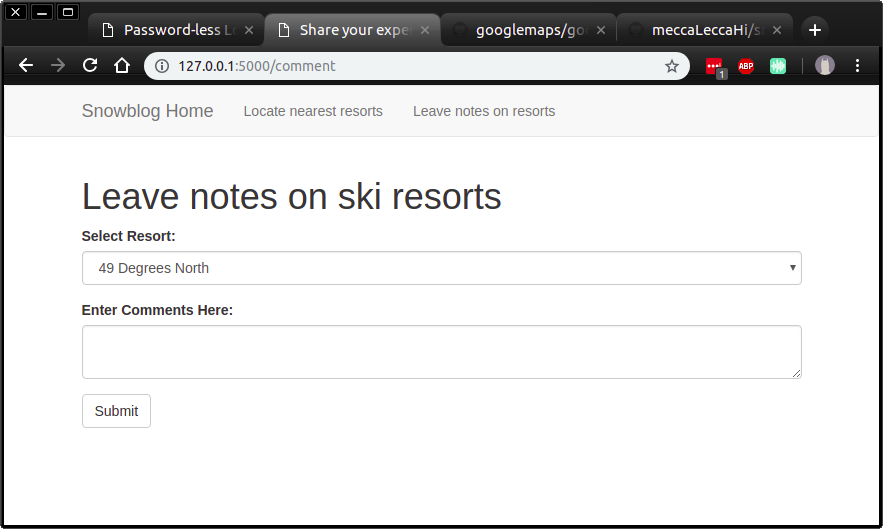 Password-less L
Share your expe
googlemaps/go
meccaLeccaHi/s
127.0.0.1:5000/comment
1
ABP
Snowblog Home
Locate nearest resorts
Leave notes on resorts
Leave notes on ski resorts
Select Resort:
49 Degrees North
Enter Comments Here:
Submit